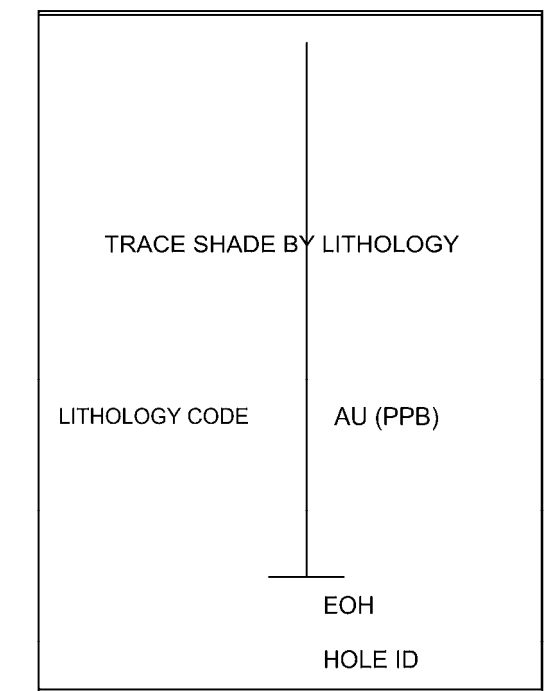 TRACE SHADE BY LITHOLOGY
LITHOLOGY CODE
AU (PPB)
EOH
HOLE ID